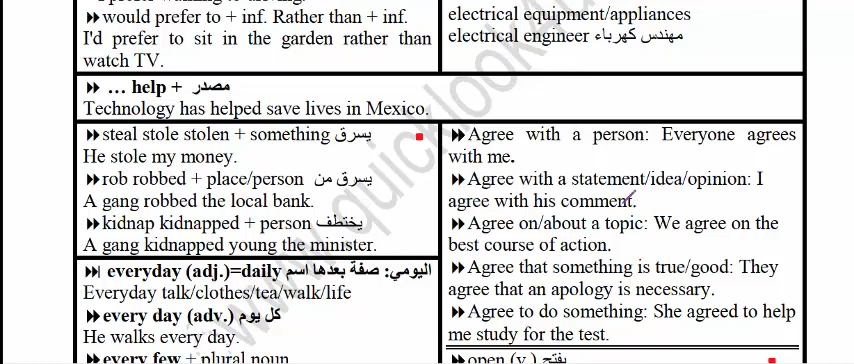 would prefer to + inf. Rather than + inf.
I'd prefer to sit in the garden rather than
watch TV.
electrical equipment/appliances
electrical engineer مهندس كهرباء
… help + مصدر
Technology has helped save lives in Mexico.
steal stole stolen + something يسرق
He stole my money.
rob robbed + place/person يسرق من
A gang robbed the local bank.
kidnap kidnapped + person يختطف
A gang kidnapped young the minister.
everyday (adj.)=daily اليومي: صفة بعدها اسم
Everyday talk/clothes/tea/walk/life
every day (adv.) كل يوم
He walks every day.
every few + plural noun
Agree with a person: Everyone agrees
with me.
Agree with a statement/idea/opinion: I
agree with his comment.
Agree on/about a topic: We agree on the
best course of action.
Agree that something is true/good: They
agree that an apology is necessary.
Agree to do something: She agreed to help
me study for the test.
open (v.) يفتح